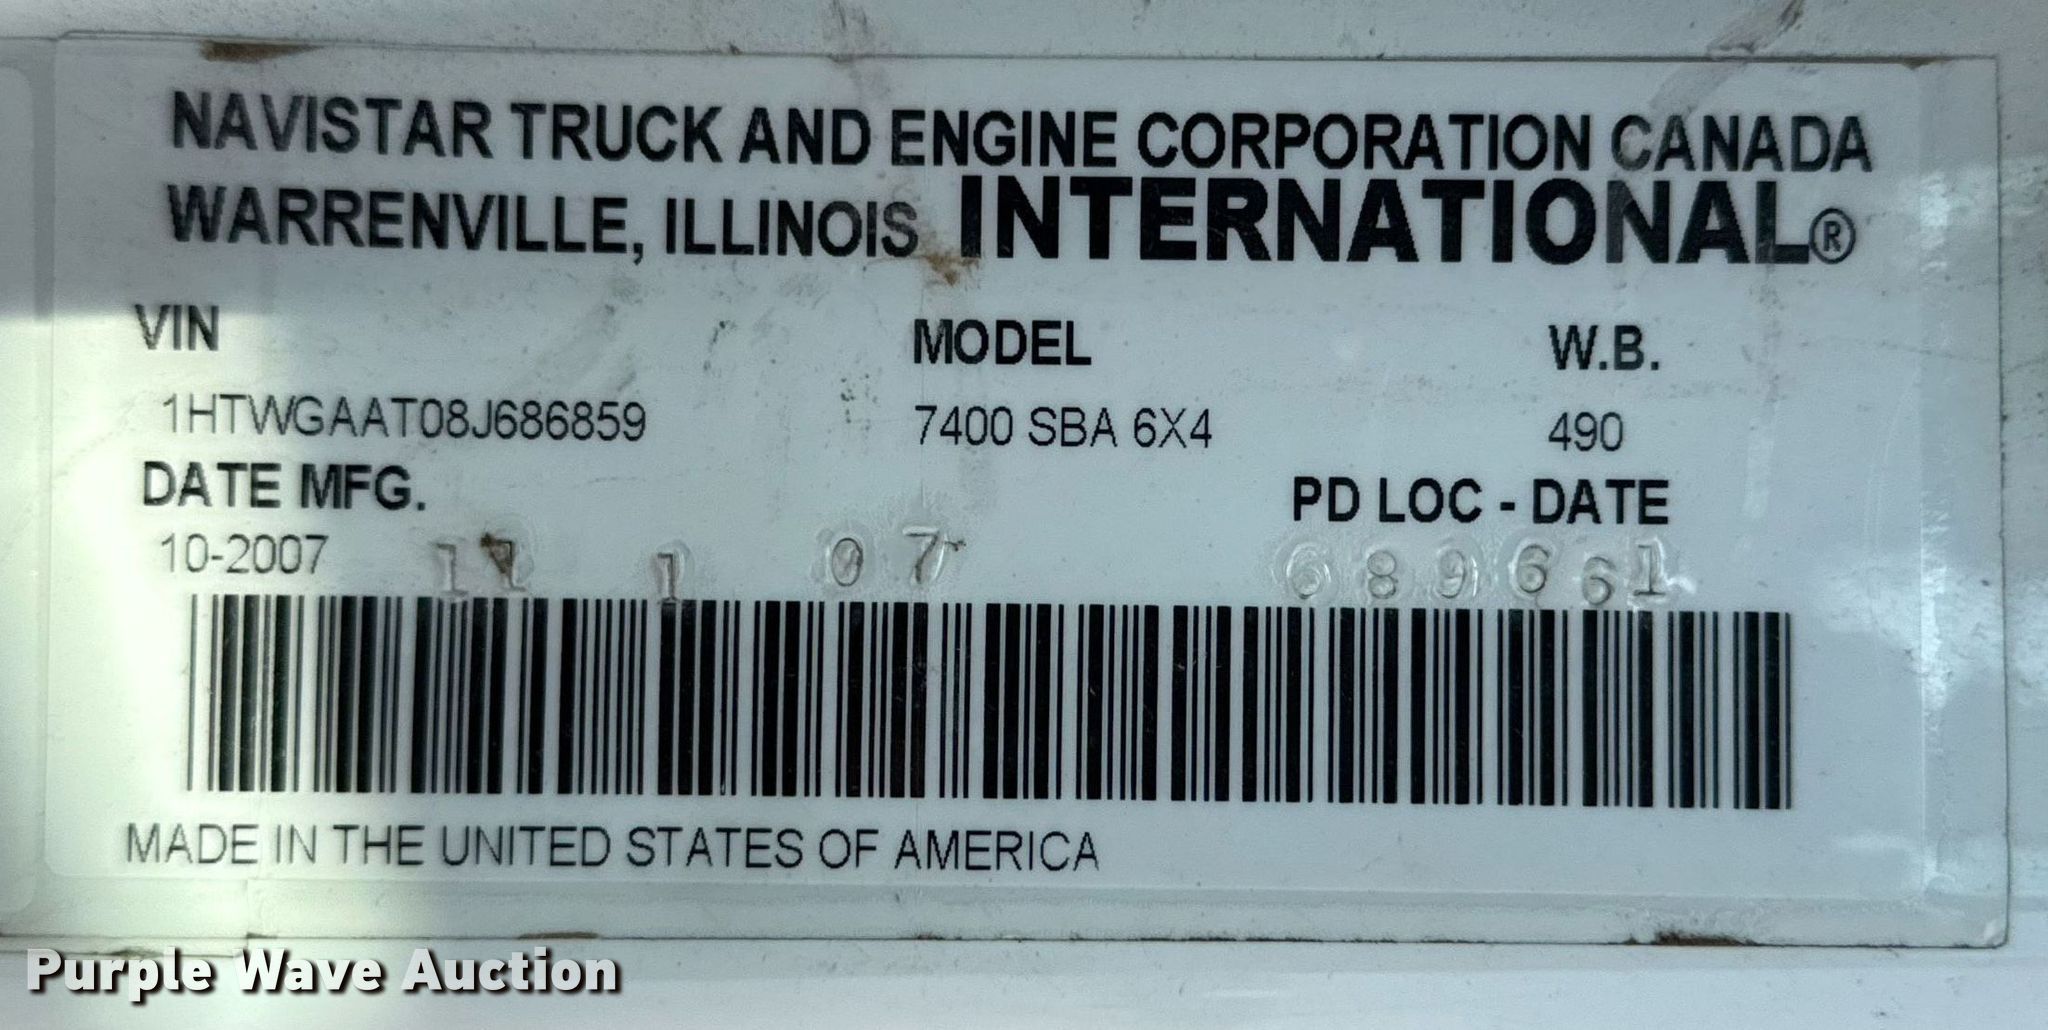 NAVISTAR TRUCK AND ENGINE CORPORATION CANADA
WARRENVILLE, ILLINOIS INTERNATIONAL®
VIN MODEL W.B.
1HTWGAAT08J686859 7400 SBA 6X4 490
DATE MFG. PD LOC - DATE
10-2007 11 1 07 689661
MADE IN THE UNITED STATES OF AMERICA
Purple Wave Auction